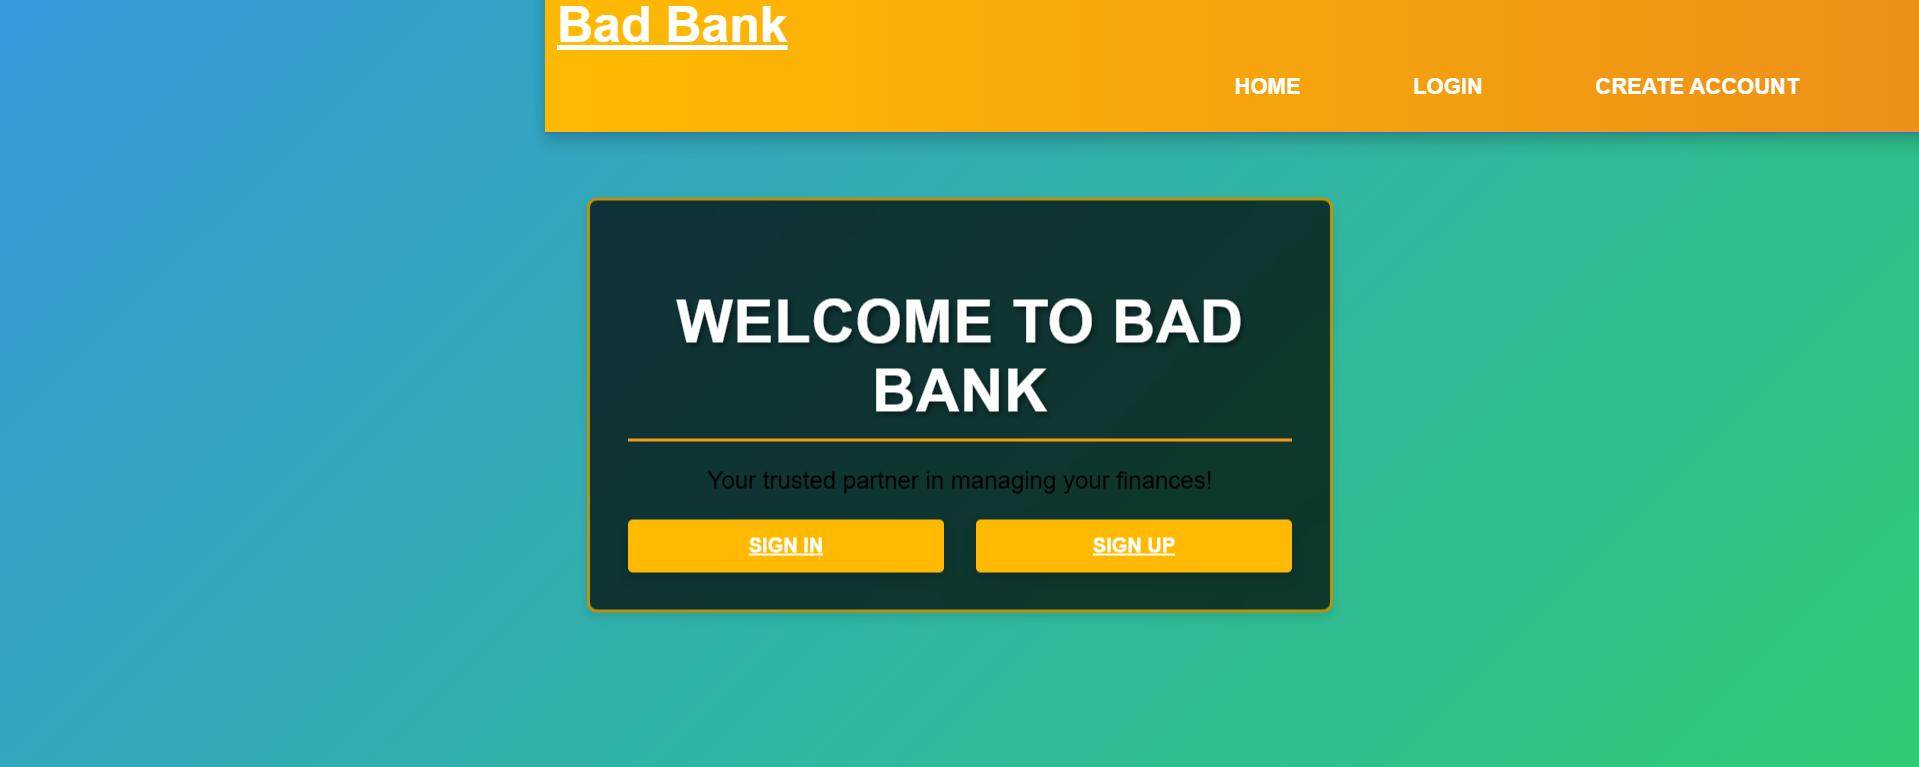 Bad Bank
HOME LOGIN CREATE ACCOUNT
WELCOME TO BAD
BANK
Your trusted partner in managing your finances!
SIGN IN SIGN UP